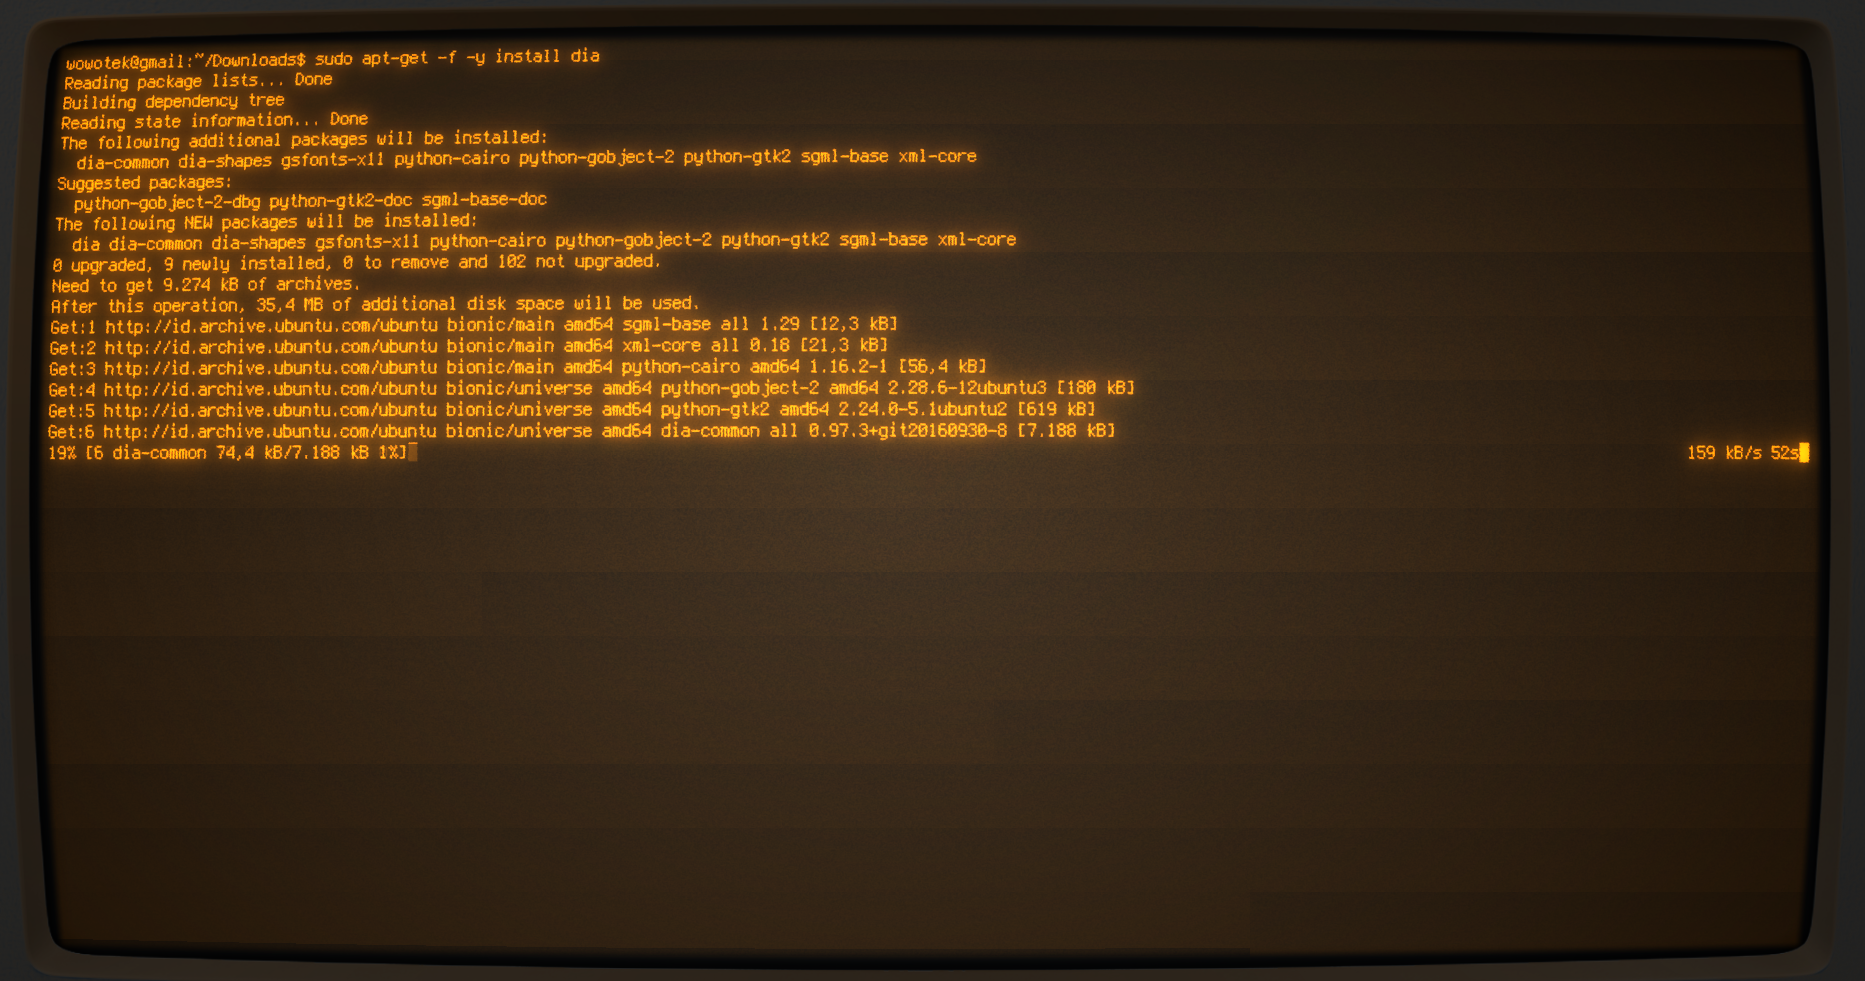 wowotek@gmail:~/Downloads$ sudo apt-get -f -y install dia
Reading package lists... Done
Building dependency tree
Reading state information... Done
The following additional packages will be installed:
  dia-common dia-shapes gsfonts-x11 python-cairo python-gobject-2 python-gtk2 sgml-base xml-core
Suggested packages:
  python-gobject-2-dbg python-gtk2-doc sgml-base-doc
The following NEW packages will be installed:
  dia dia-common dia-shapes gsfonts-x11 python-cairo python-gobject-2 python-gtk2 sgml-base xml-core
0 upgraded, 9 newly installed, 0 to remove and 102 not upgraded.
Need to get 9.274 kB of archives.
After this operation, 35,4 MB of additional disk space will be used.
Get:1 http://id.archive.ubuntu.com/ubuntu bionic/main amd64 sgml-base all 1.29 [12,3 kB]
Get:2 http://id.archive.ubuntu.com/ubuntu bionic/main amd64 xml-core all 0.18 [21,3 kB]
Get:3 http://id.archive.ubuntu.com/ubuntu bionic/main amd64 python-cairo amd64 1.16.2-1 [56,4 kB]
Get:4 http://id.archive.ubuntu.com/ubuntu bionic/universe amd64 python-gobject-2 amd64 2.28.6-12ubuntu3 [180 kB]
Get:5 http://id.archive.ubuntu.com/ubuntu bionic/universe amd64 python-gtk2 amd64 2.24.0-5.1ubuntu2 [619 kB]
Get:6 http://id.archive.ubuntu.com/ubuntu bionic/universe amd64 dia-common all 0.97.3+git20160930-8 [7.188 kB]
19% [6 dia-common 74,4 kB/7.188 kB 1%] 159 kB/s 52s